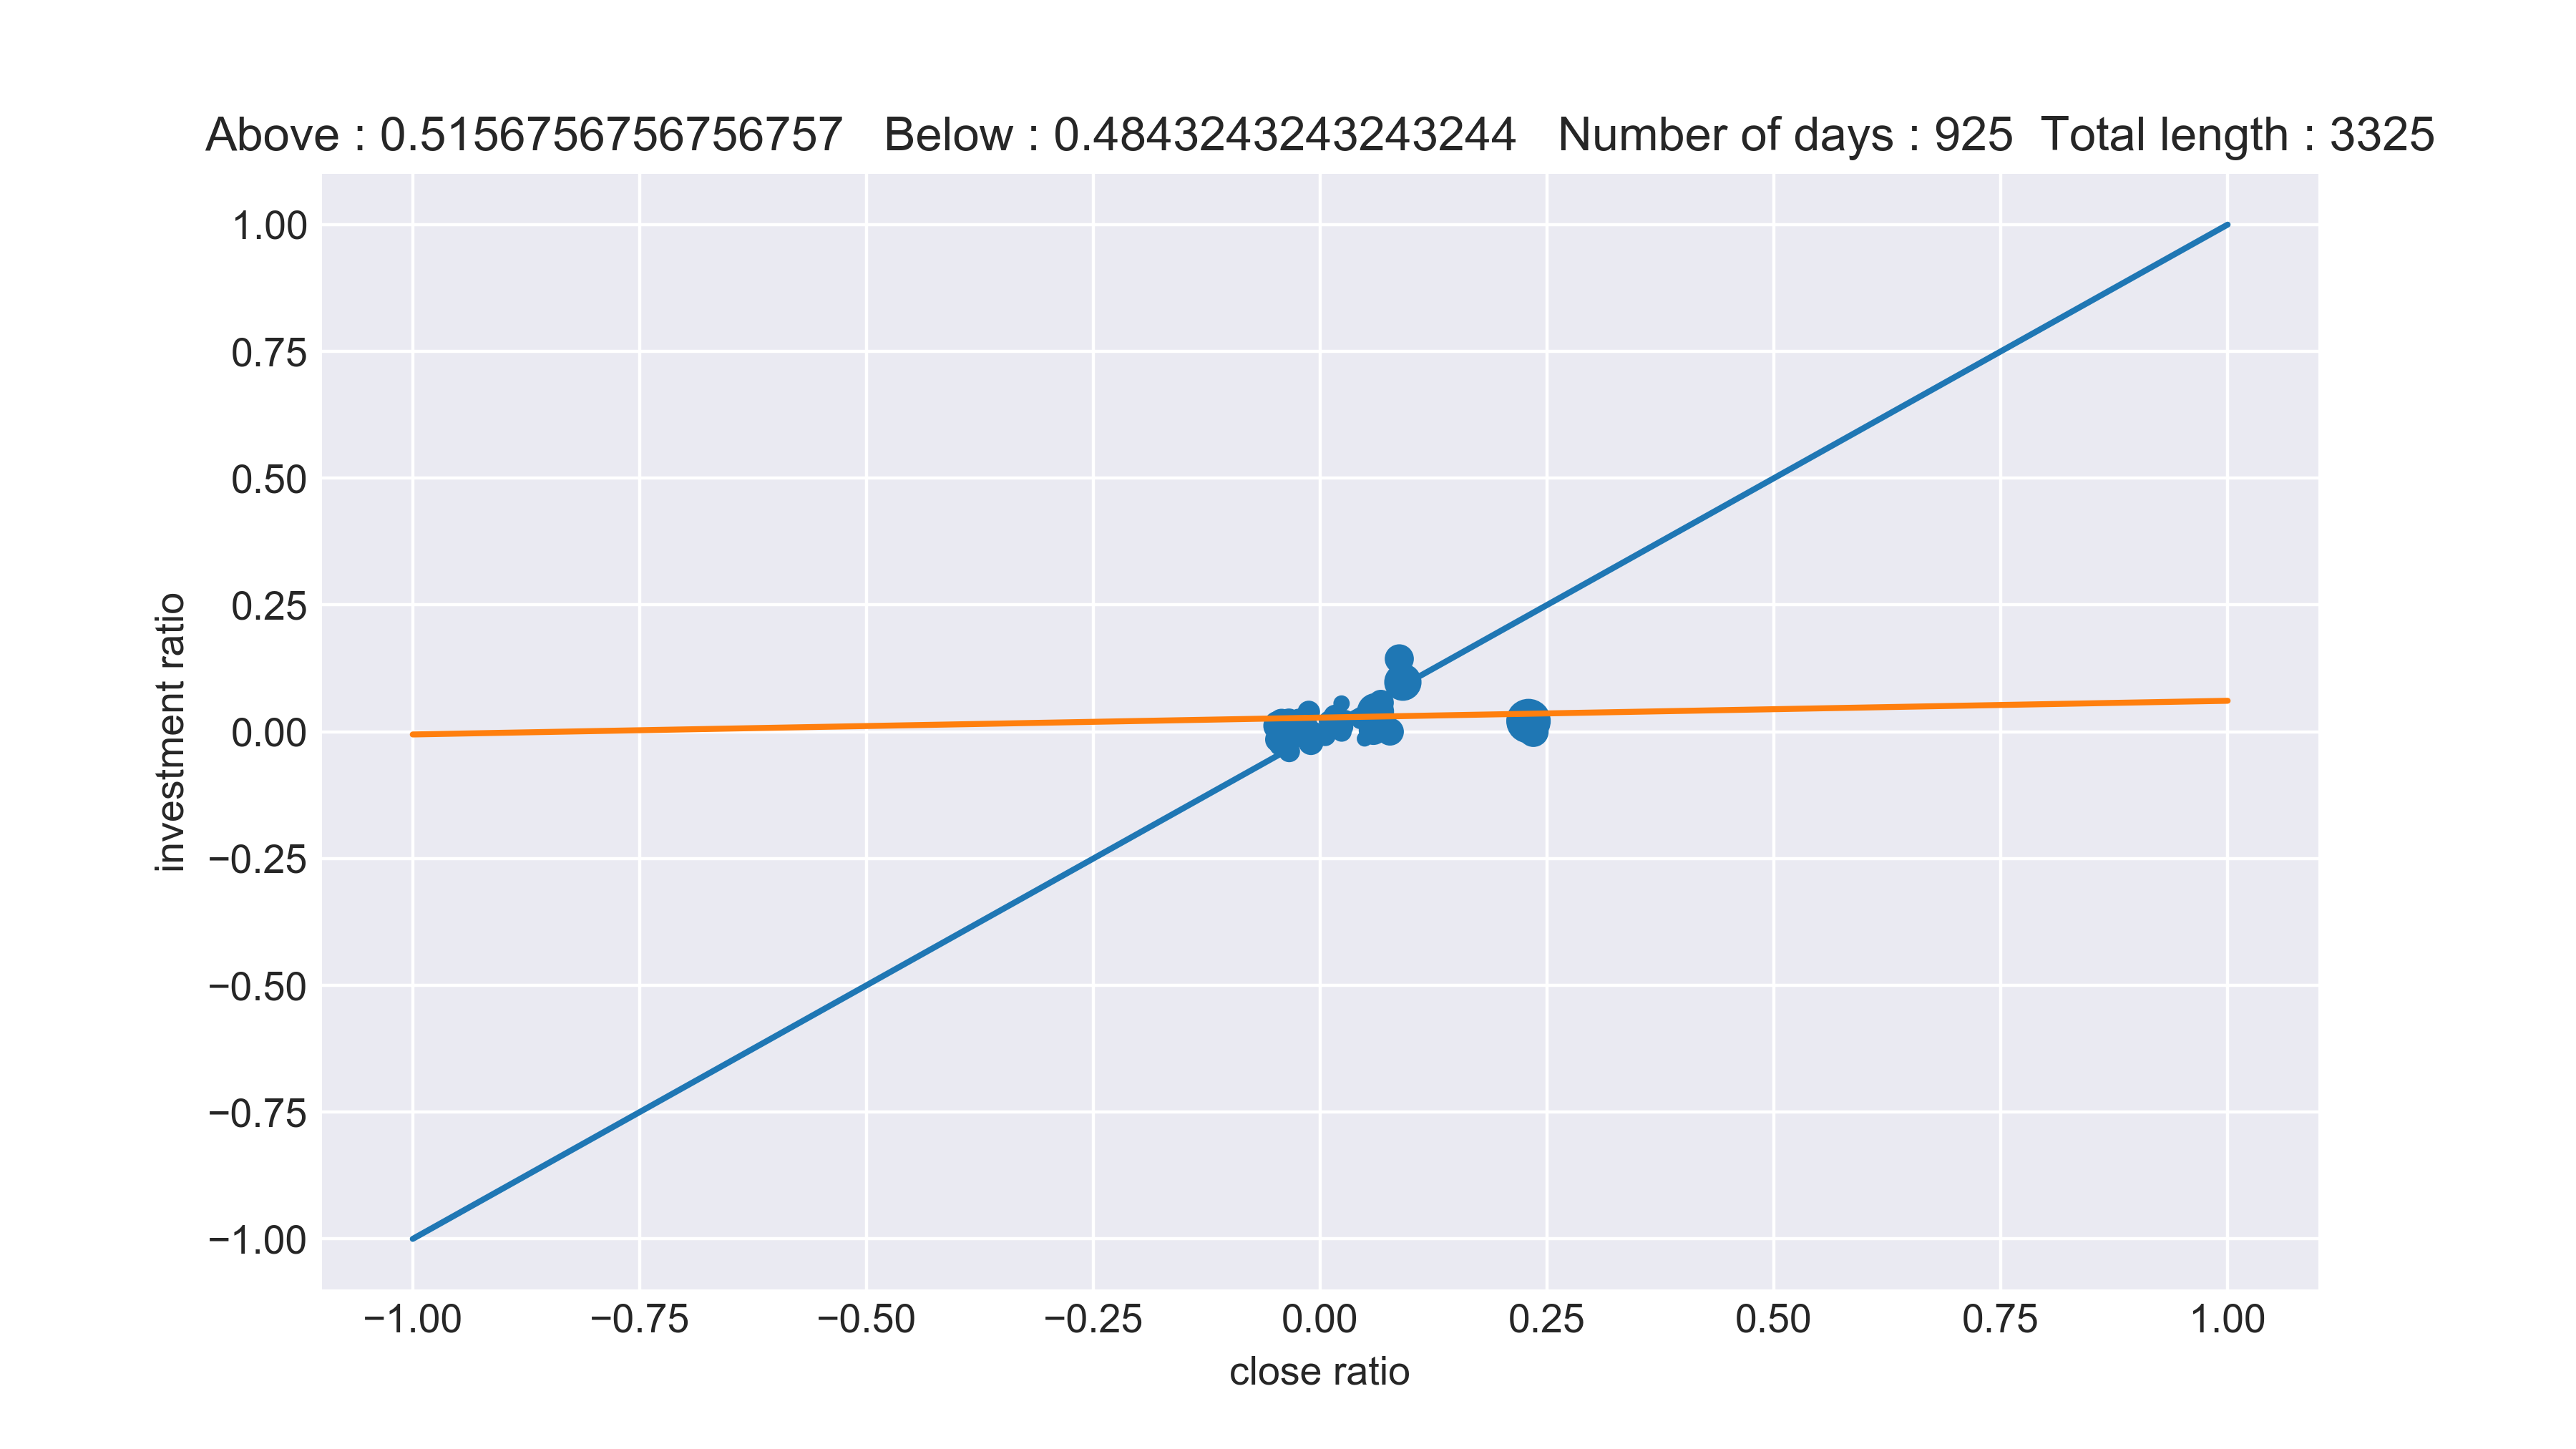 Above : 0.5156756756756757   Below : 0.4843243243243244   Number of days : 925  Total length : 3325
1.00
0.75
0.50
0.25
0.00
−0.25
−0.50
−0.75
−1.00
investment ratio
−1.00 −0.75 −0.50 −0.25 0.00 0.25 0.50 0.75 1.00
close ratio